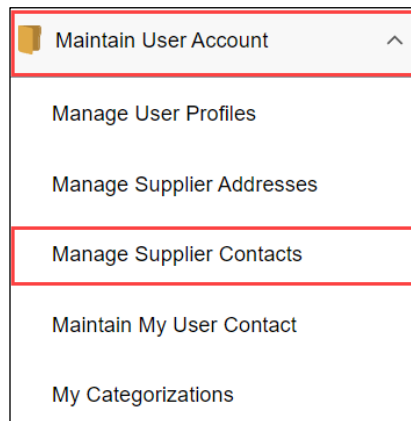 Maintain User Account
Manage User Profiles
Manage Supplier Addresses
Manage Supplier Contacts
Maintain My User Contact
My Categorizations